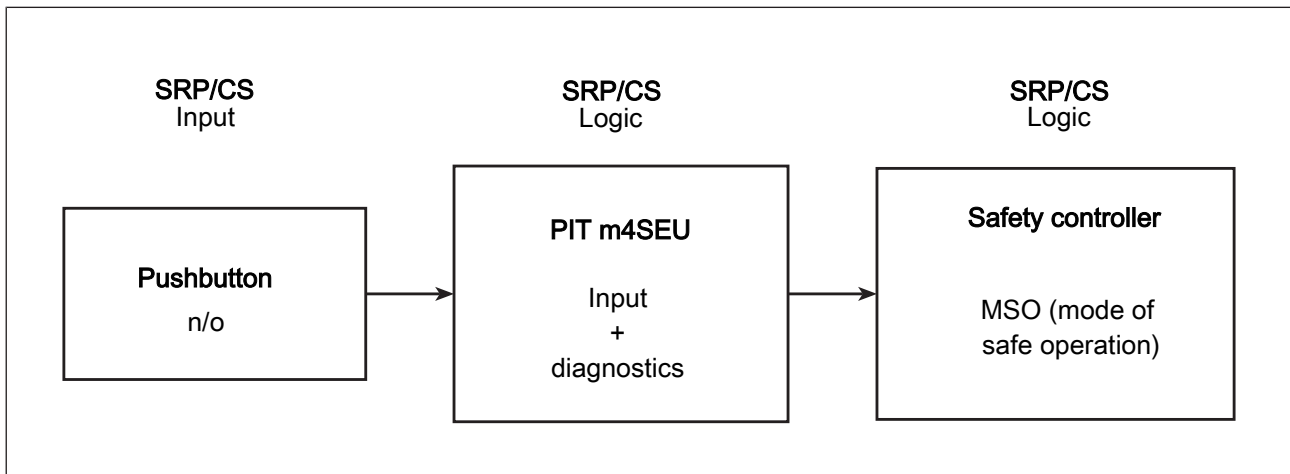 SRP/CS
Input
SRP/CS
Logic
SRP/CS
Logic
Pushbutton
n/o
PIT m4SEU
Input
+
diagnostics
Safety controller
MSO (mode of
safe operation)